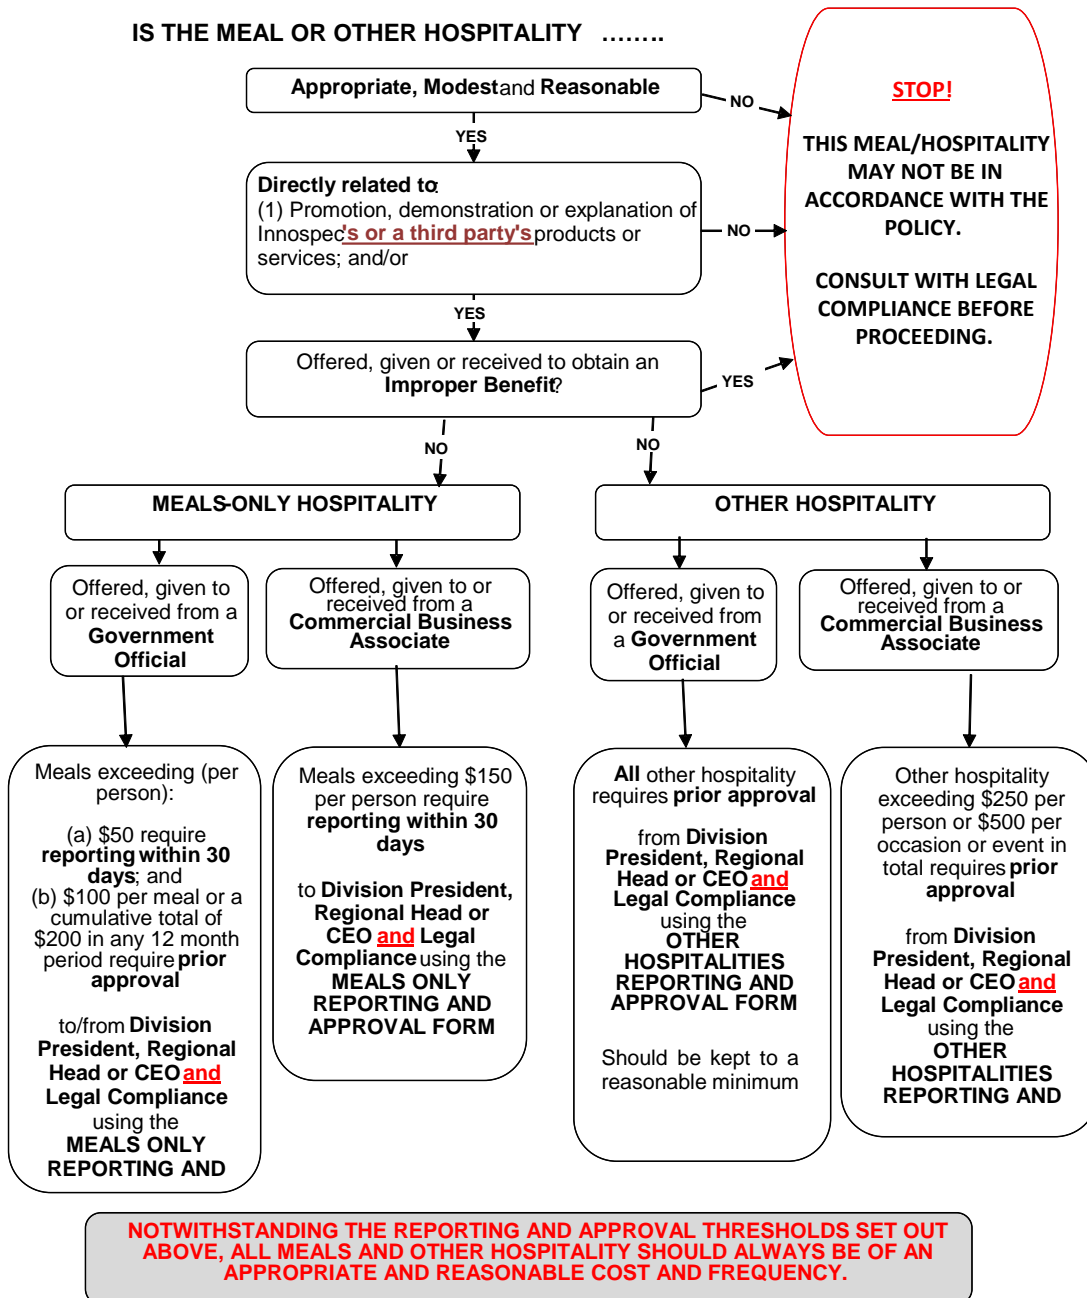 IS THE MEAL OR OTHER HOSPITALITY ........
Appropriate, Modest and Reasonable
NO
STOP!
THIS MEAL/HOSPITALITY
MAY NOT BE IN
ACCORDANCE WITH THE
POLICY.
CONSULT WITH LEGAL
COMPLIANCE BEFORE
PROCEEDING.
YES
Directly related to:
(1) Promotion, demonstration or explanation of
Innospec's or a third party's products or
services; and/or
NO
YES
Offered, given or received to obtain an
Improper Benefit?
YES
NO
NO
MEALS-ONLY HOSPITALITY
OTHER HOSPITALITY
Offered, given to
or received from a
Government
Official
Offered, given to or
received from a
Commercial Business
Associate
Offered, given to
or received from
a Government
Official
Offered, given to or
received from a
Commercial Business
Associate
Meals exceeding (per
person):
(a) $50 require
reporting within 30
days; and
(b) $100 per meal or a
cumulative total of
$200 in any 12 month
period require prior
approval
to/from Division
President, Regional
Head or CEO and
Legal Compliance
using the
MEALS ONLY
REPORTING AND
Meals exceeding $150
per person require
reporting within 30
days
to Division President,
Regional Head or
CEO and Legal
Compliance using the
MEALS ONLY
REPORTING AND
APPROVAL FORM
All other hospitality
requires prior approval
from Division
President, Regional
Head or CEO and
Legal Compliance
using the
OTHER
HOSPITALITIES
REPORTING AND
APPROVAL FORM
Should be kept to a
reasonable minimum
Other hospitality
exceeding $250 per
person or $500 per
occasion or event in
total requires prior
approval
from Division
President, Regional
Head or CEO and
Legal Compliance
using the
OTHER
HOSPITALITIES
REPORTING AND
NOTWITHSTANDING THE REPORTING AND APPROVAL THRESHOLDS SET OUT
ABOVE, ALL MEALS AND OTHER HOSPITALITY SHOULD ALWAYS BE OF AN
APPROPRIATE AND REASONABLE COST AND FREQUENCY.